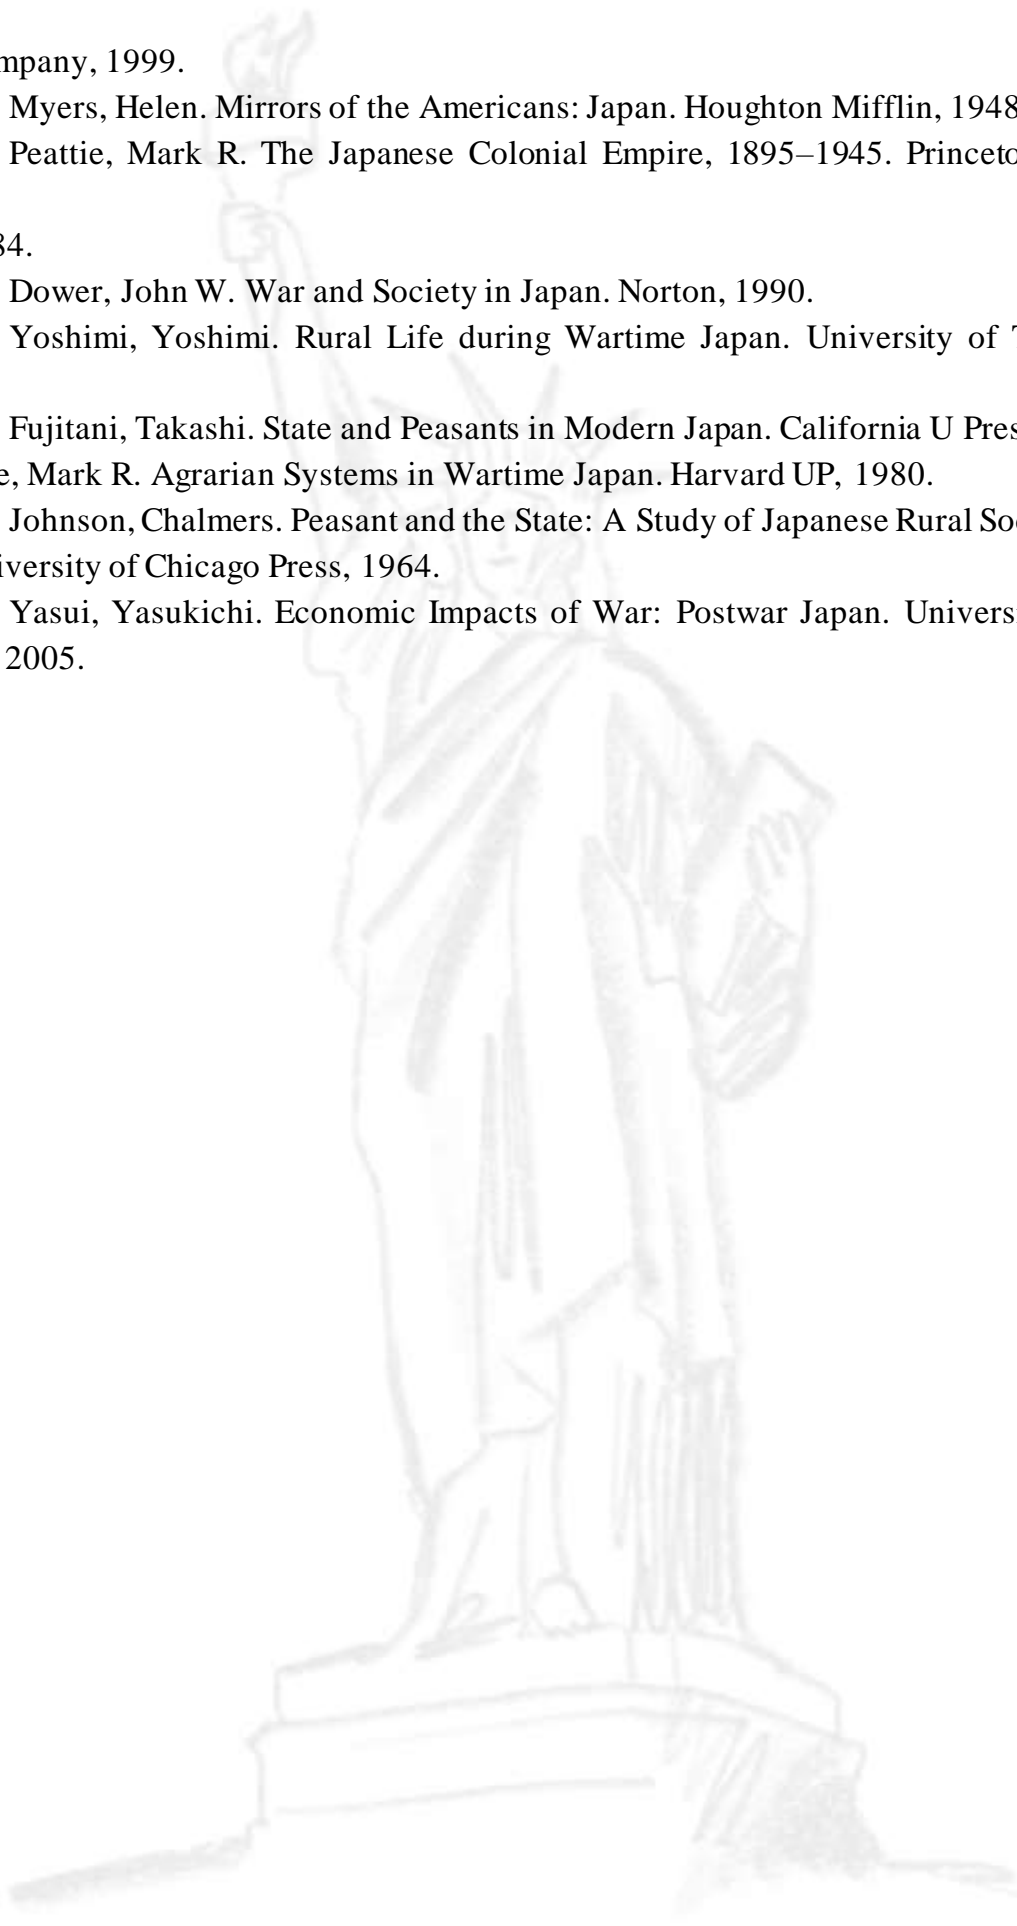 mpany, 1999.
Myers, Helen. Mirrors of the Americans: Japan. Houghton Mifflin, 1948
Peattie, Mark R. The Japanese Colonial Empire, 1895–1945. Princeto
84.
Dower, John W. War and Society in Japan. Norton, 1990.
Yoshimi, Yoshimi. Rural Life during Wartime Japan. University of T
Fujitani, Takashi. State and Peasants in Modern Japan. California U Pres
e, Mark R. Agrarian Systems in Wartime Japan. Harvard UP, 1980.
Johnson, Chalmers. Peasant and the State: A Study of Japanese Rural Soc
iversity of Chicago Press, 1964.
Yasui, Yasukichi. Economic Impacts of War: Postwar Japan. Universi
2005.